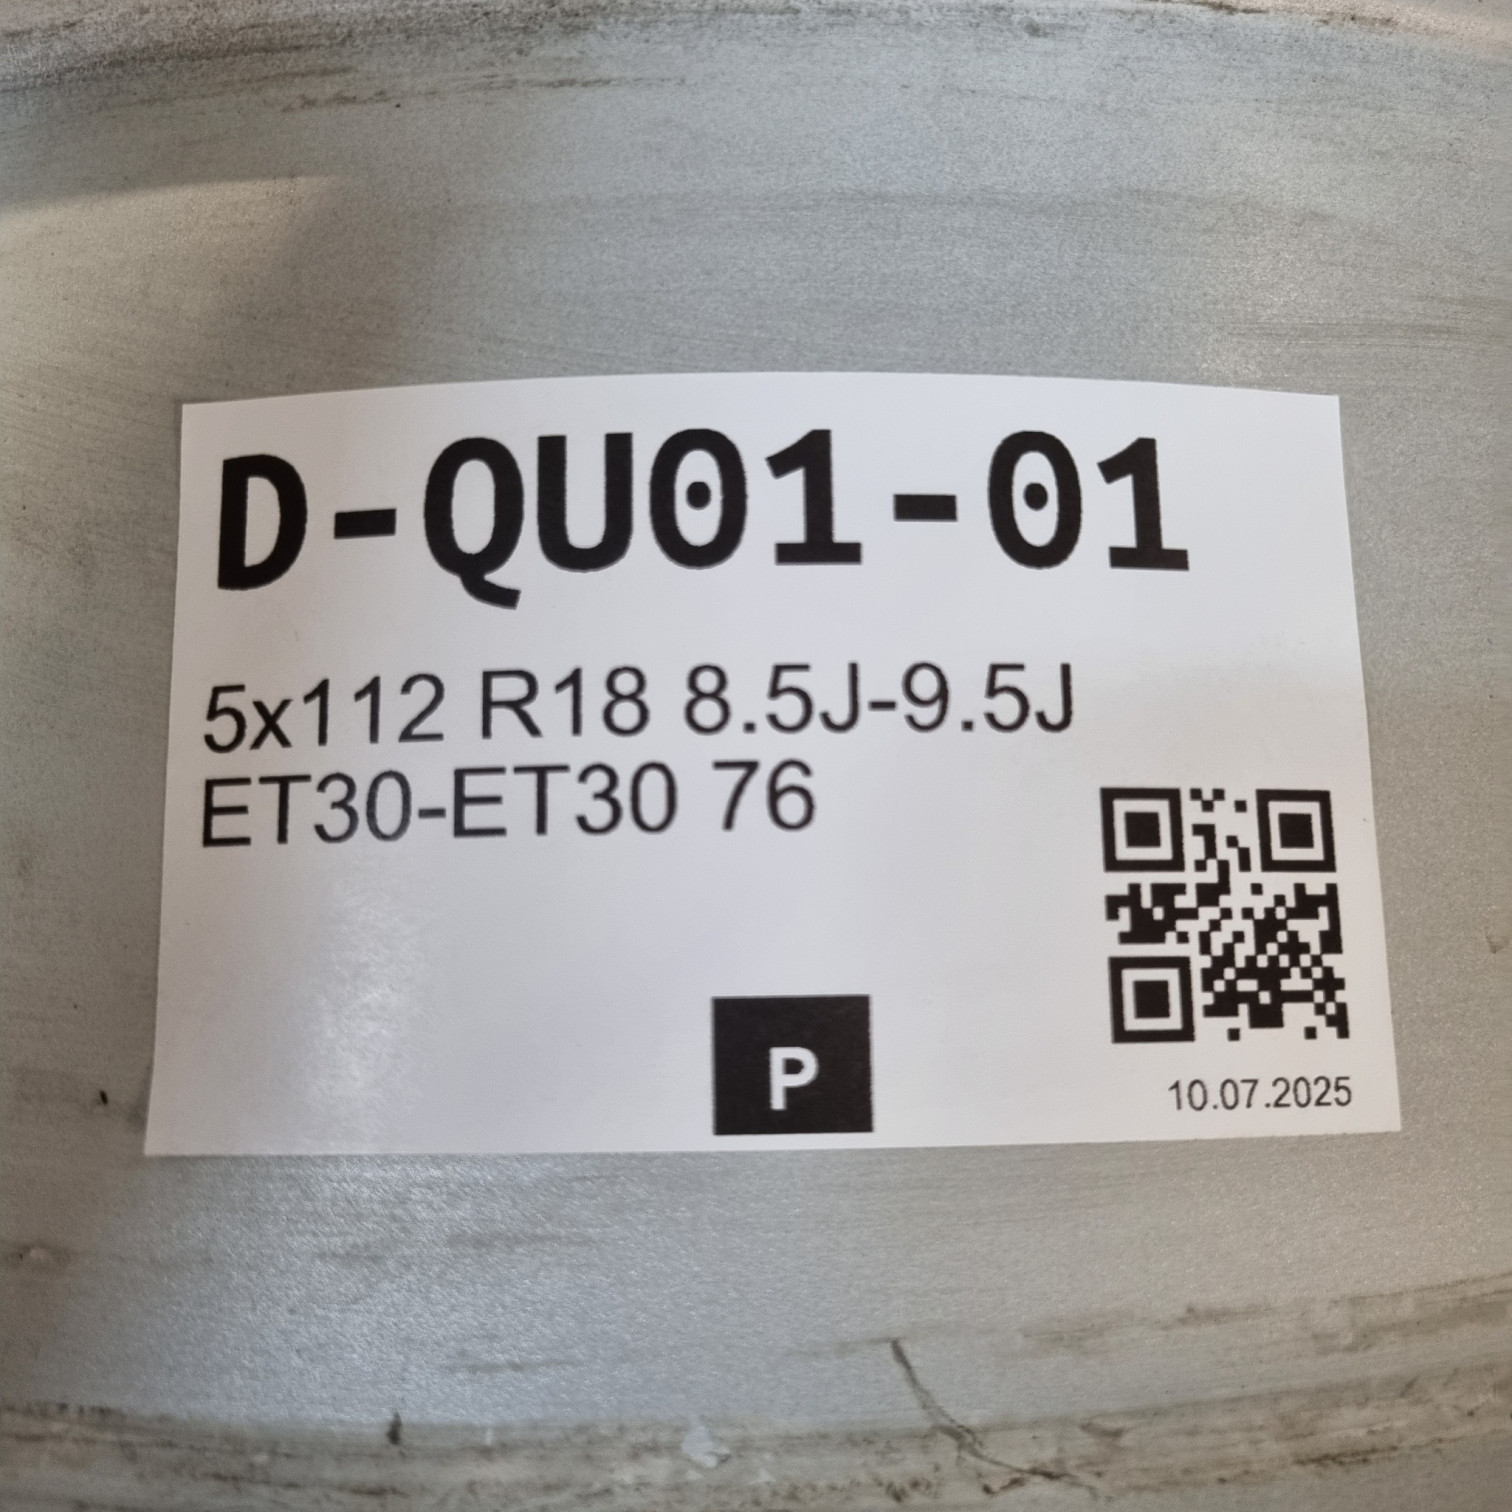 D-QU01-01
5x112 R18 8.5J-9.5J
ET30-ET30 76
P
10.07.2025